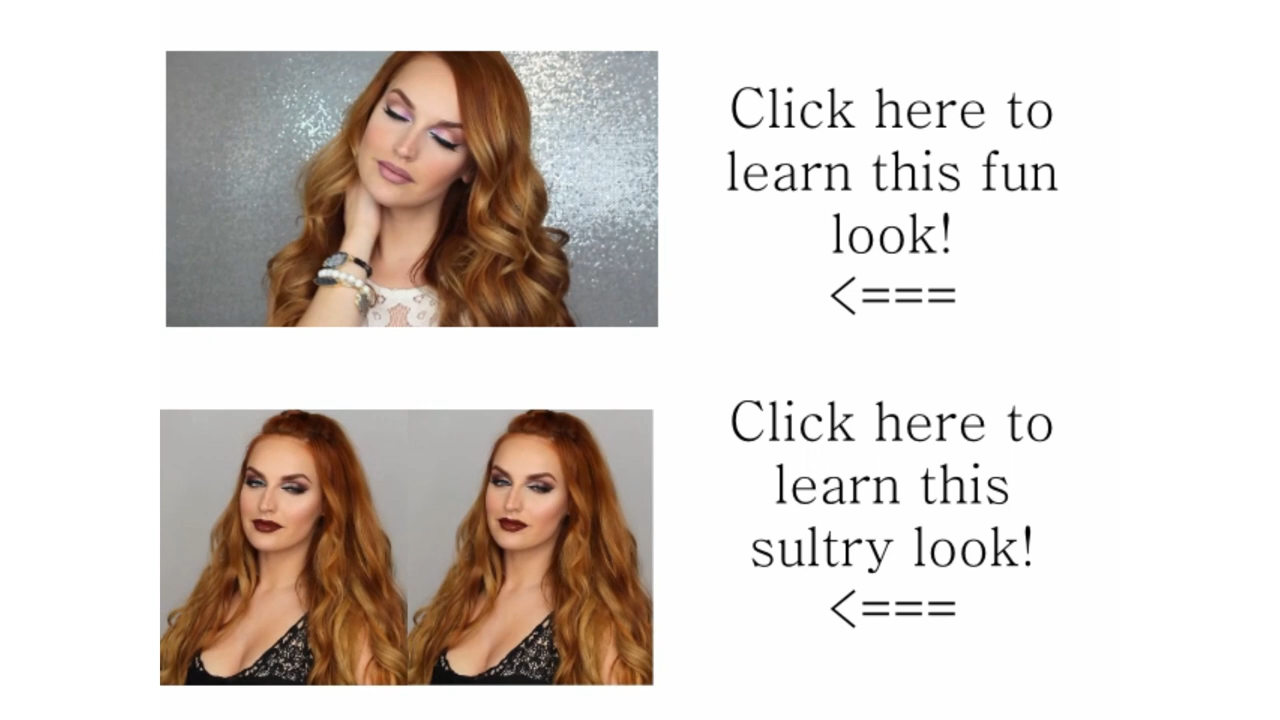 Click here to
learn this fun
look!
<===
Click here to
learn this
sultry look!
<===